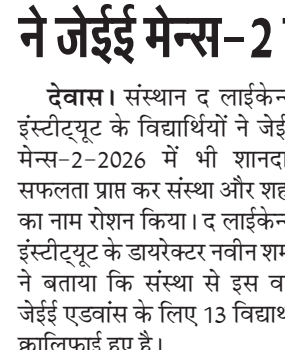 ने जेईई मेन्स-2
देवास। संस्थान द लाईकेन
इंस्टीट्यूट के विद्यार्थियों ने जेई
मेन्स-2-2026 में भी शानदा
सफलता प्राप्त कर संस्था और शह
का नाम रोशन किया। द लाईकेन
इंस्टीट्यूट के डायरेक्टर नवीन शम
ने बताया कि संस्था से इस व
जेईई एडवांस के लिए 13 विद्यार्थ
क्वालिफाई हुए है।